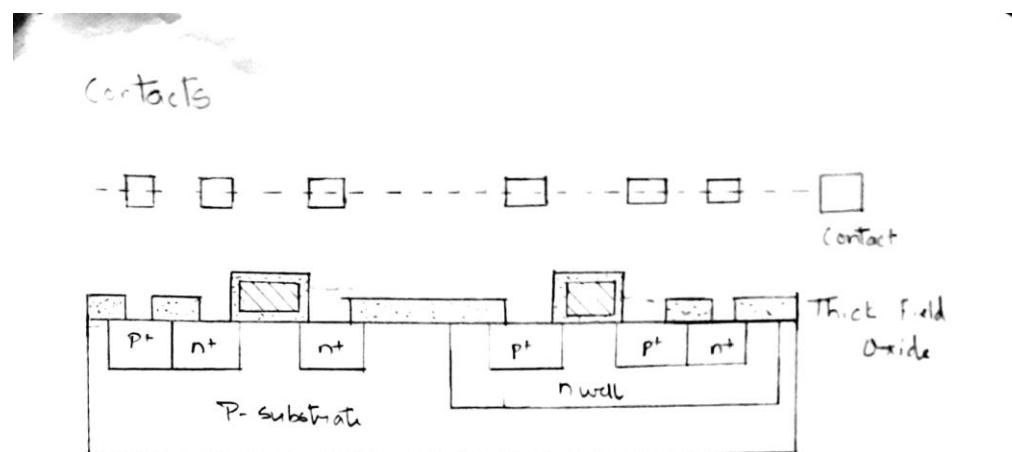 Contacts
Contact
Thick Field
Oxide
P+ n+ n+ p+ p+ n+
n well
P- substrate